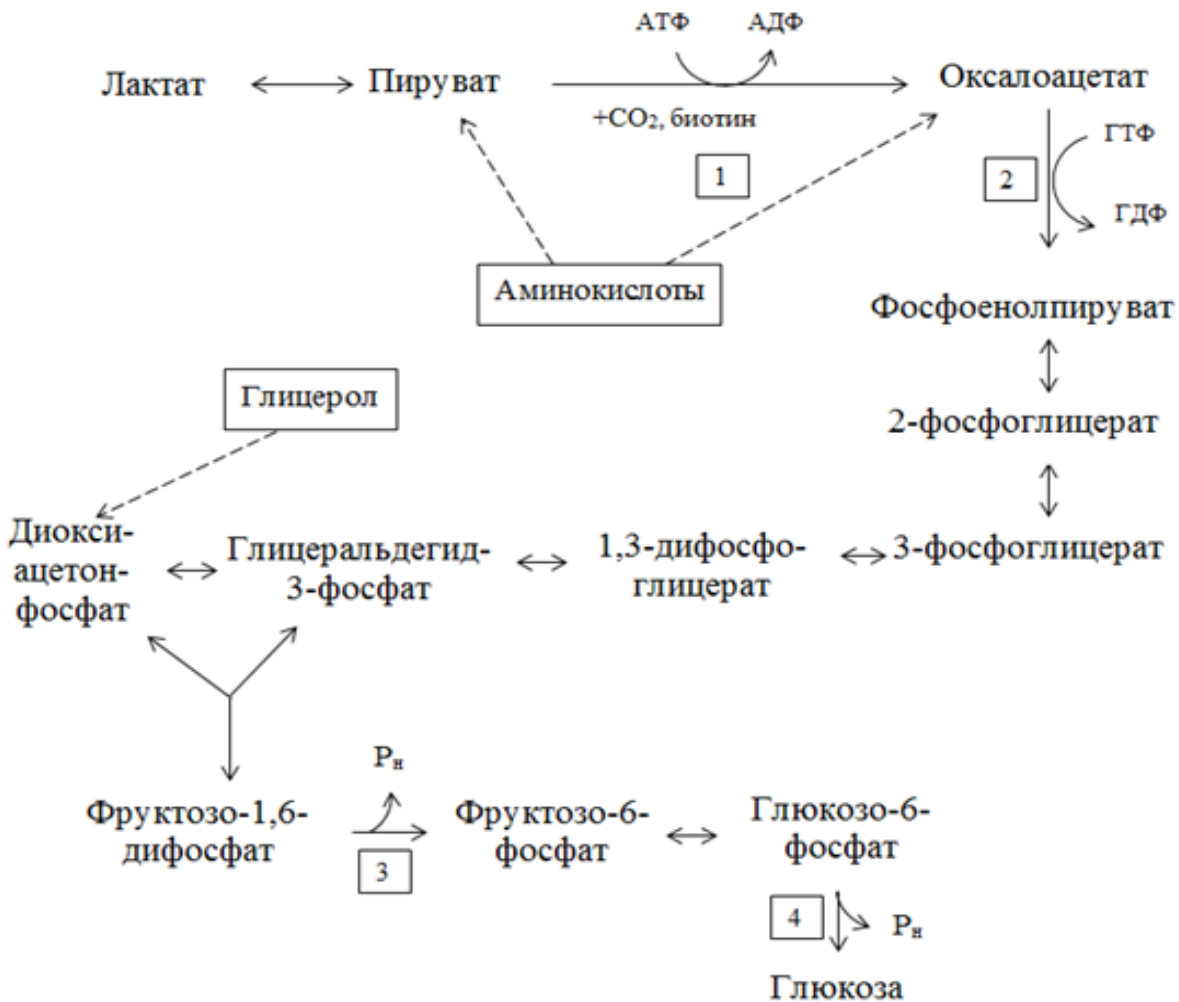 АТФ АДФ
Лактат Пируват Оксалоацетат
+CO₂, биотин
1
ГТФ
2
ГДФ
Аминокислоты
Фосфоенолпируват
Глицерол
2-фосфоглицерат
Диокси-
ацетон-
фосфат
Глицеральдегид-
3-фосфат
1,3-дифосфо-
глицерат
3-фосфоглицерат
Pн
Фруктозо-1,6-
дифосфат
3
Фруктозо-6-
фосфат
Глюкозо-6-
фосфат
4
Pн
Глюкоза